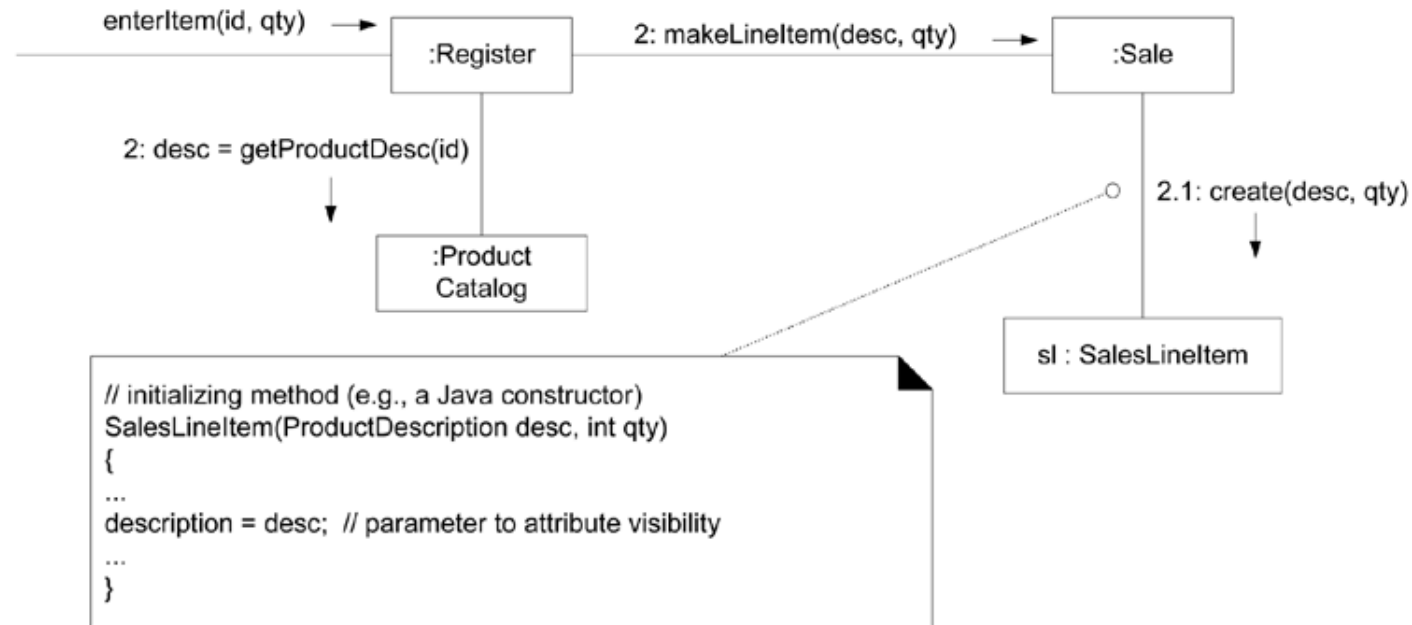 enterItem(id, qty)
:Register
2: makeLineItem(desc, qty)
:Sale
2: desc = getProductDesc(id)
:Product
Catalog
2.1: create(desc, qty)
sl : SalesLineItem
// initializing method (e.g., a Java constructor)
SalesLineItem(ProductDescription desc, int qty)
{
...
description = desc;  // parameter to attribute visibility
...
}